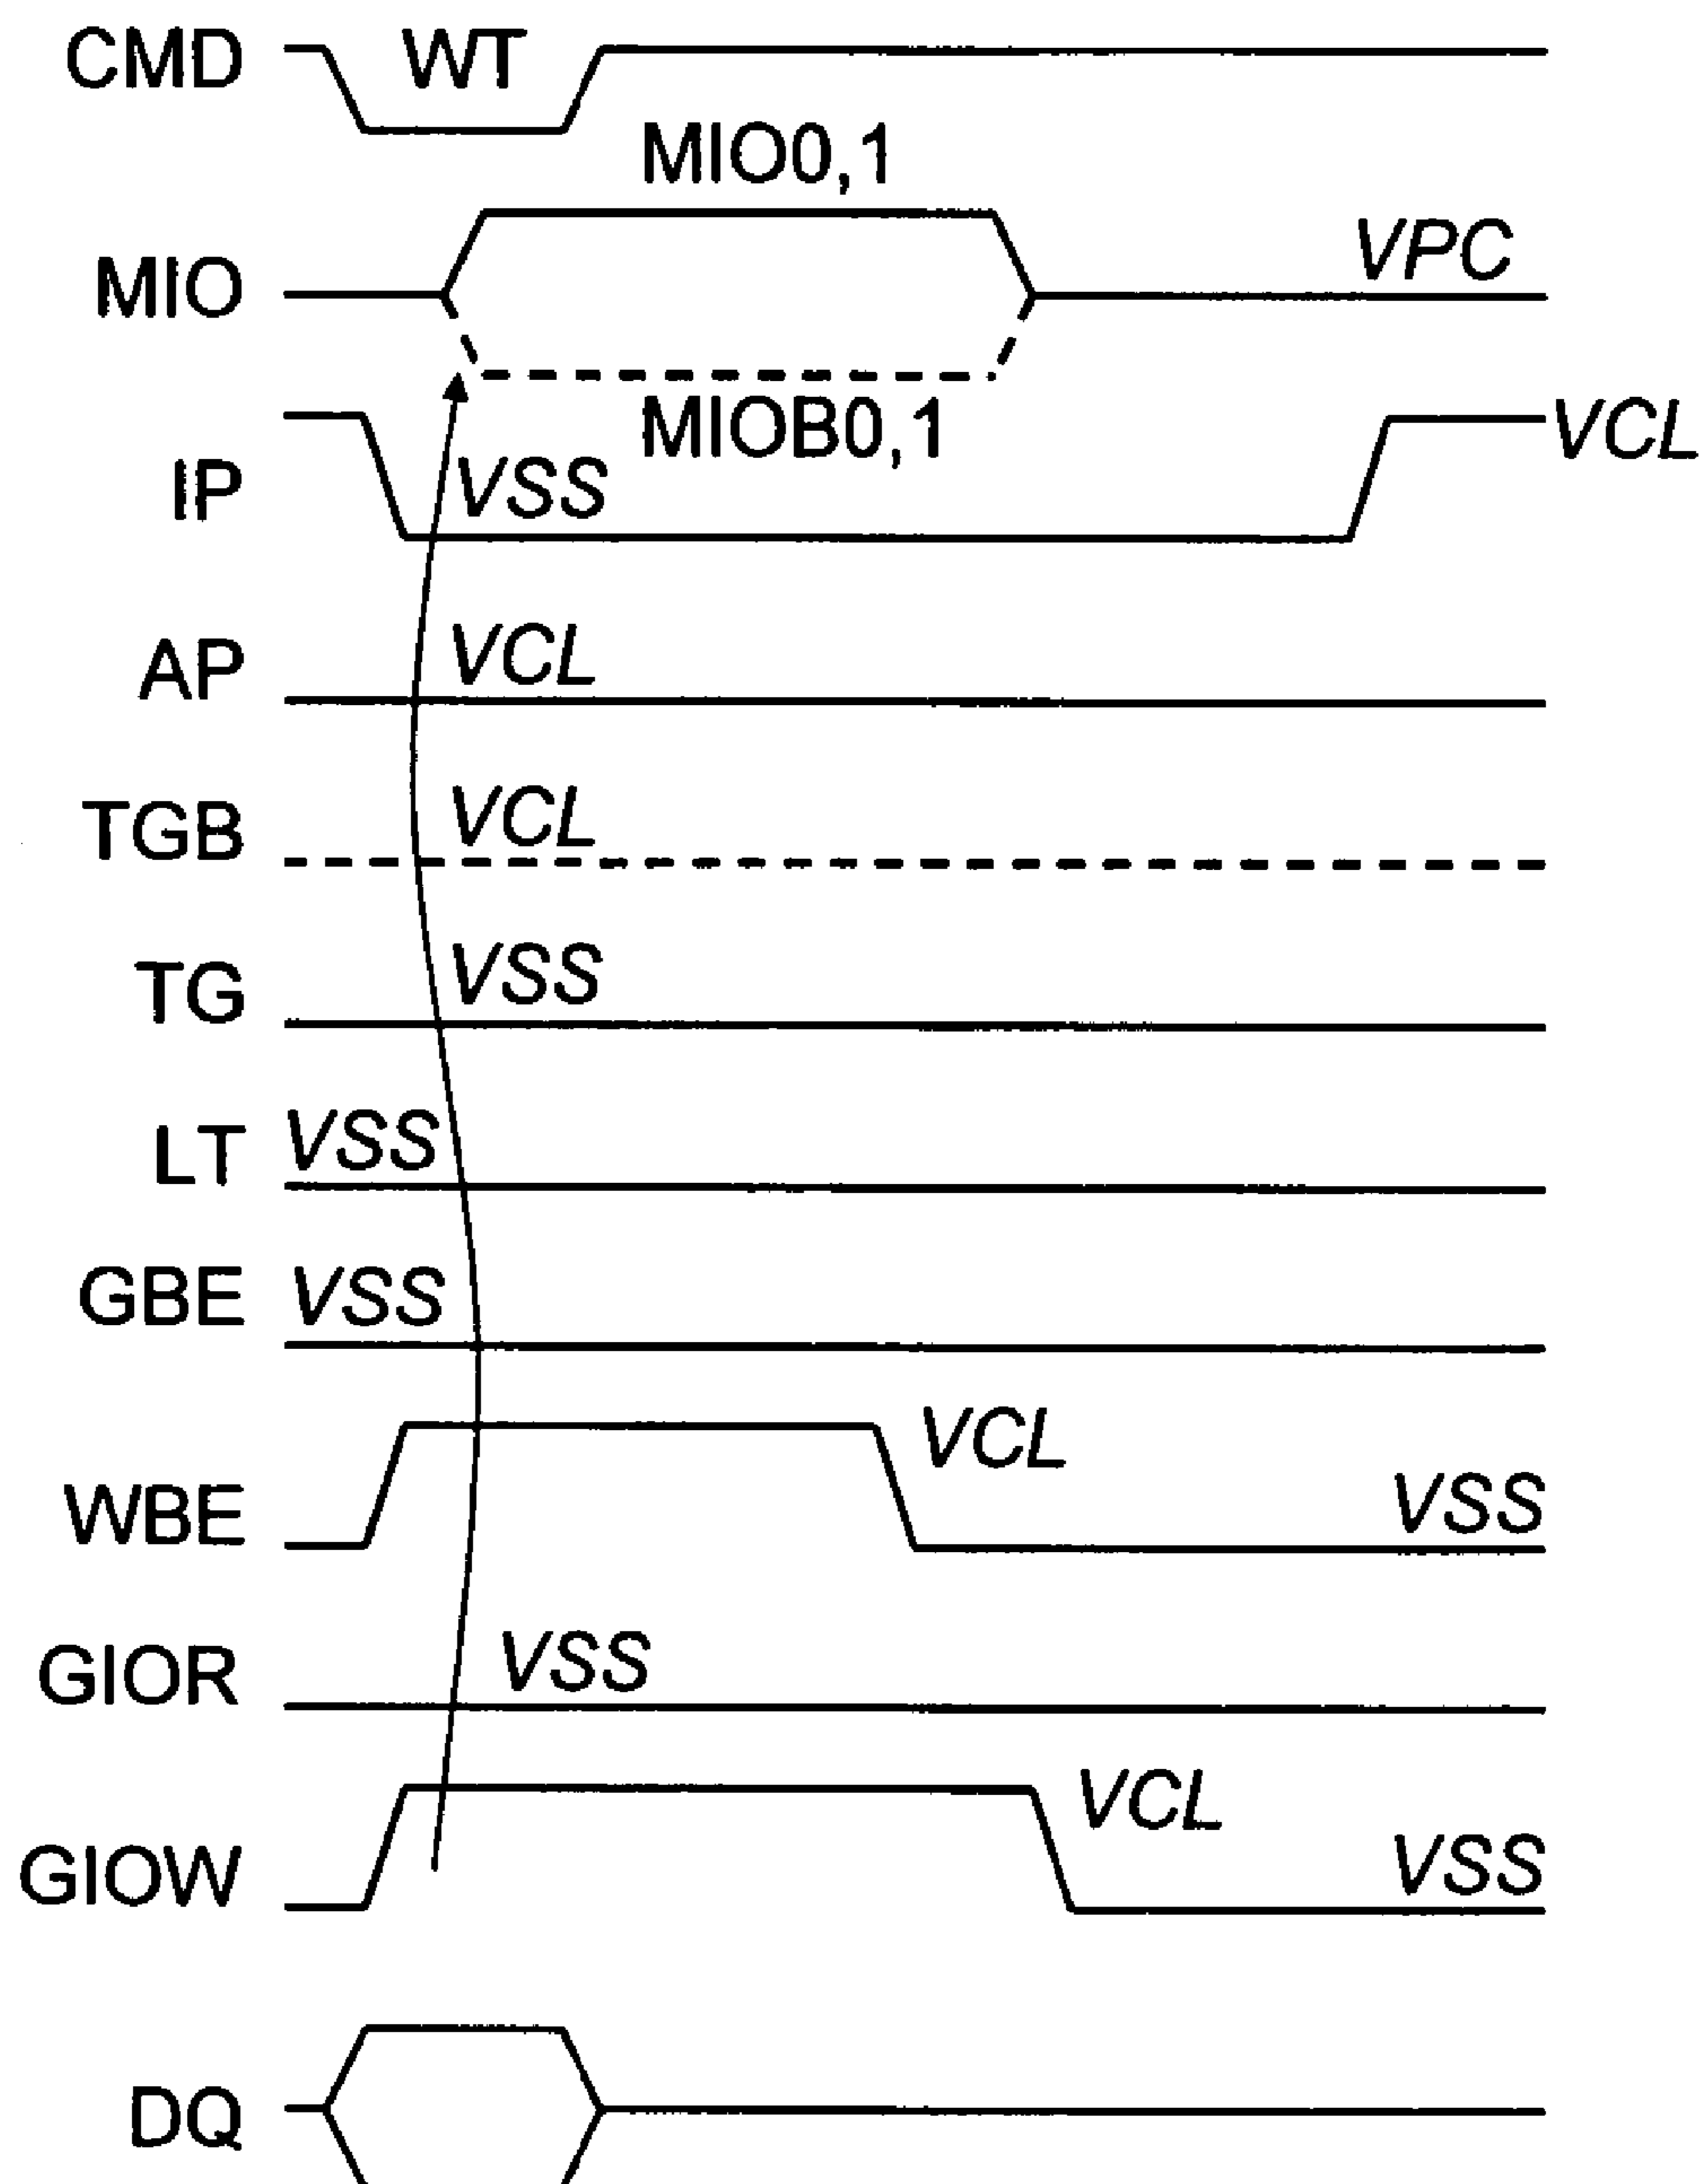 CMD WT
MIO0,1
MIO VPC
MIOB0,1 VCL
IP VSS
AP VCL
TGB VCL
TG VSS
LT VSS
GBE VSS
WBE VCL VSS
GIOR VSS
GIOW VCL VSS
DQ